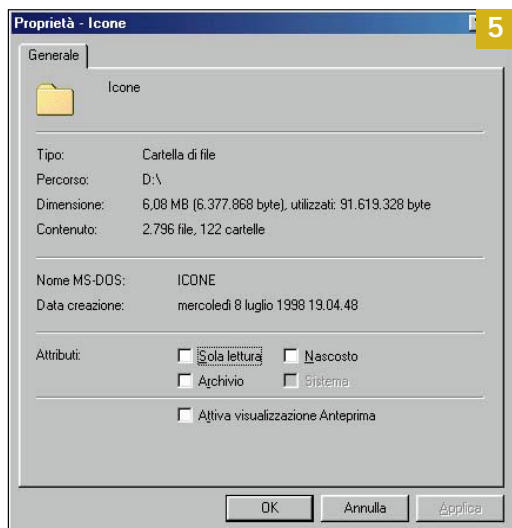 Proprietà - Icone
5
Generale
Icone
Tipo: Cartella di file
Percorso: D:\
Dimensione: 6,08 MB (6.377.868 byte), utilizzati: 91.619.328 byte
Contenuto: 2.796 file, 122 cartelle
Nome MS-DOS: ICONE
Data creazione: mercoledì 8 luglio 1998 19.04.48
Attributi: Sola lettura Nascosto
Archivio Sistema
Attiva visualizzazione Anteprima
OK Annulla Applica